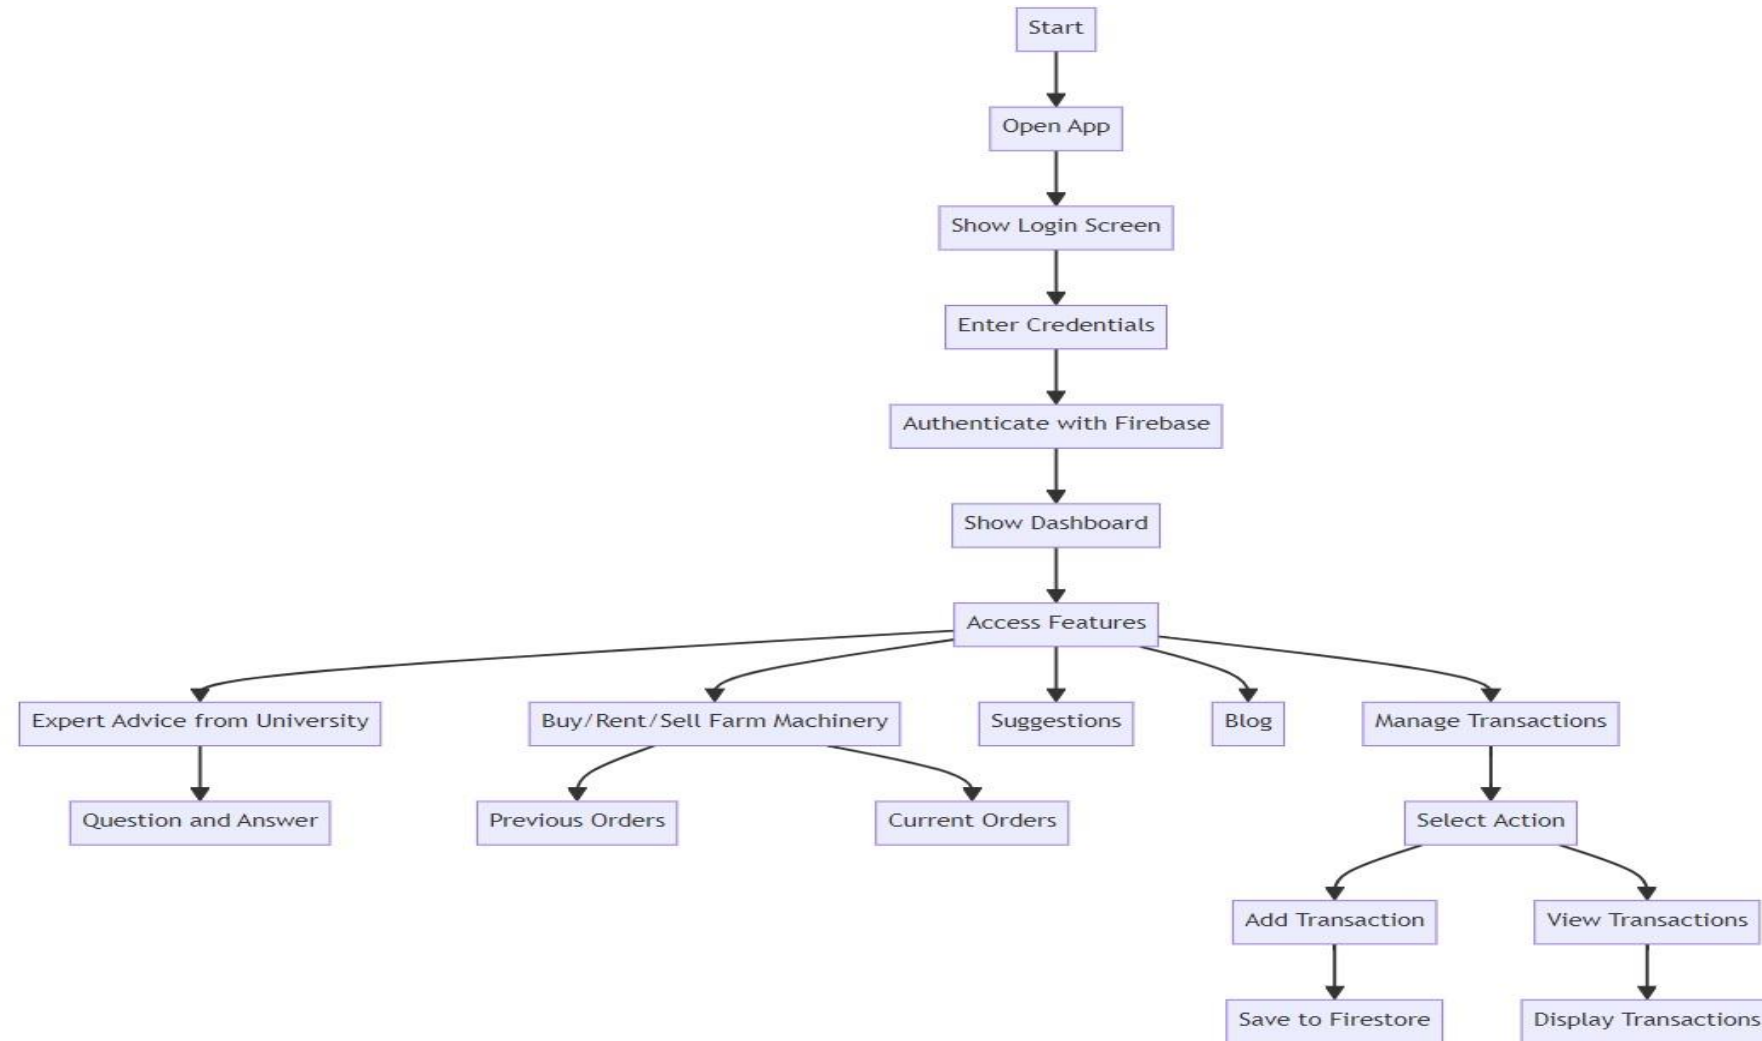 Start
Open App
Show Login Screen
Enter Credentials
Authenticate with Firebase
Show Dashboard
Access Features
Expert Advice from University
Buy/Rent/Sell Farm Machinery
Suggestions
Blog
Manage Transactions
Question and Answer
Previous Orders
Current Orders
Select Action
Add Transaction
View Transactions
Save to Firestore
Display Transactions